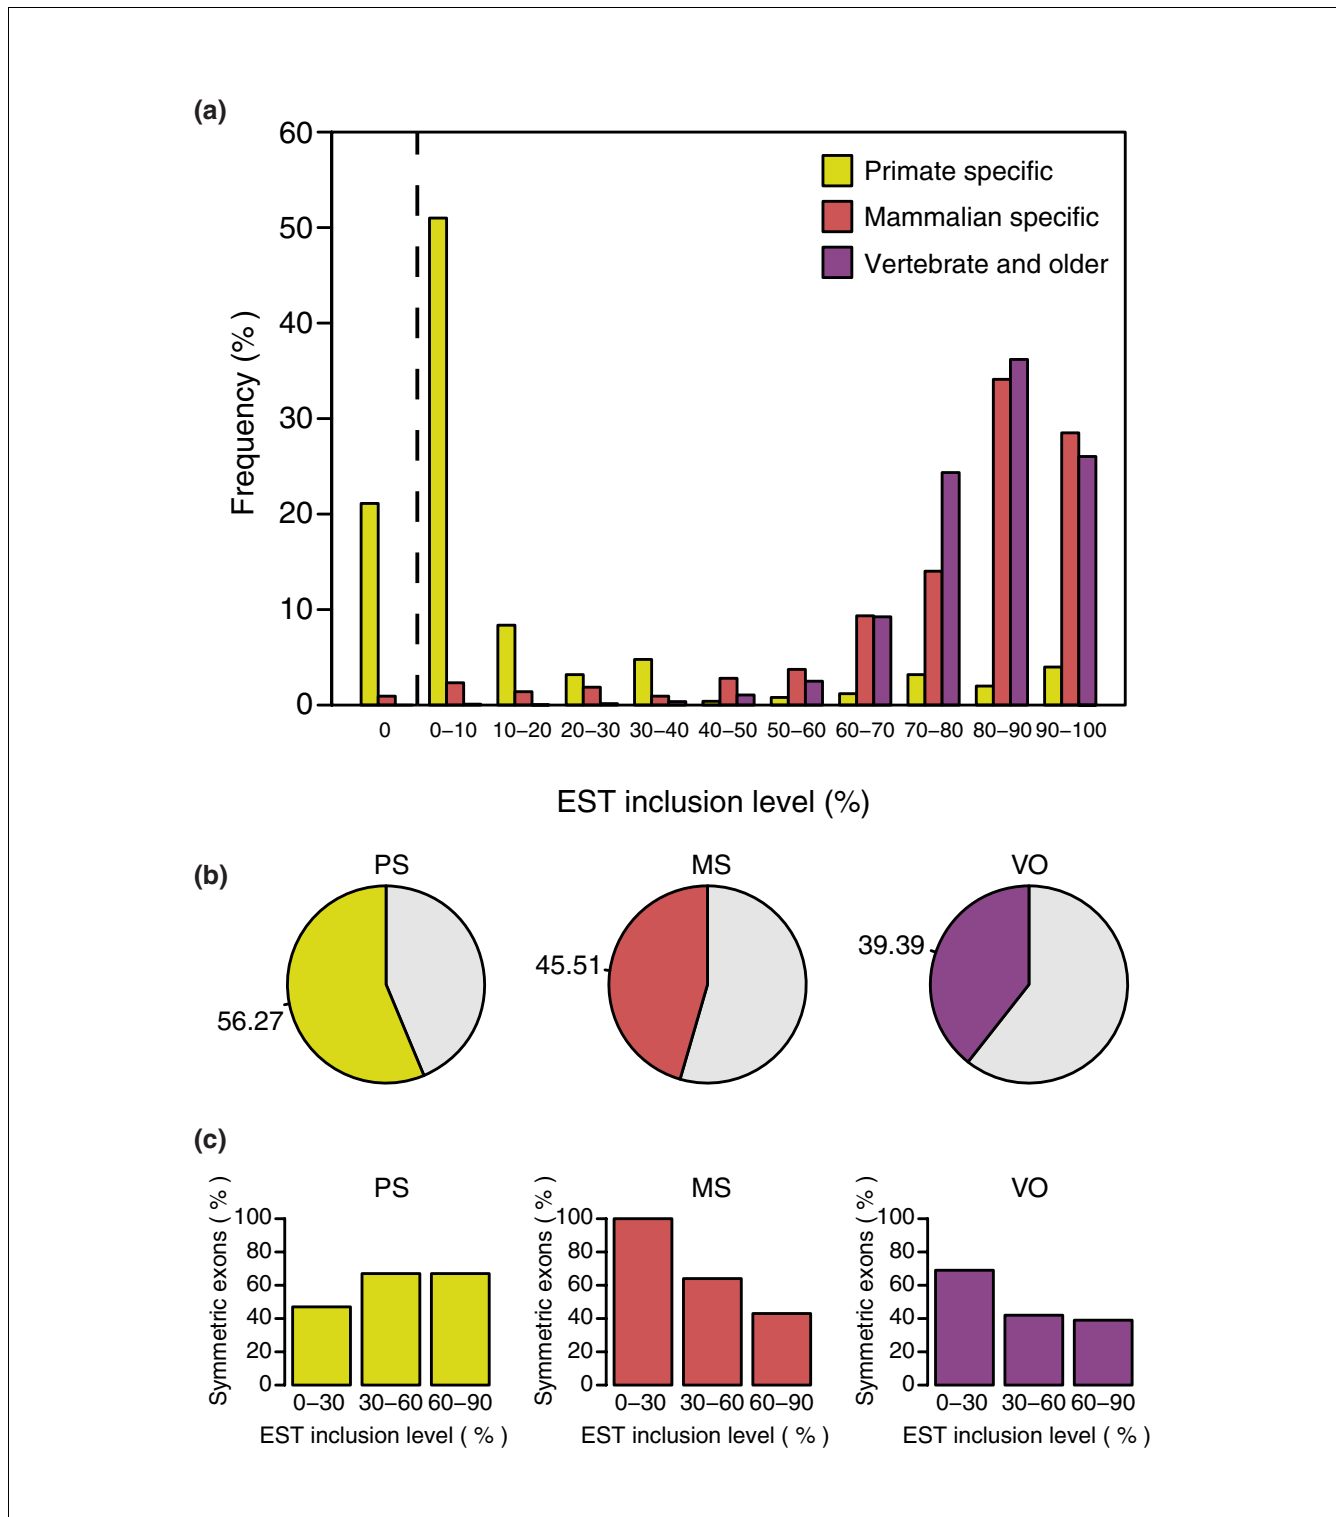 (a)
60
50
40
30
20
10
0
Frequency (% )
Primate specific
Mammalian specific
Vertebrate and older
0 0–10 10–20 20–30 30–40 40–50 50–60 60–70 70–80 80–90 90–100
EST inclusion level (%)
(b)
PS MS VO
56.27 45.51 39.39
(c)
PS
Symmetric exons ( % )
100
80
60
40
20
0
0–30 30–60 60–90
EST inclusion level ( % )
MS
Symmetric exons ( % )
100
80
60
40
20
0
0–30 30–60 60–90
EST inclusion level ( % )
VO
Symmetric exons ( % )
100
80
60
40
20
0
0–30 30–60 60–90
EST inclusion level ( % )